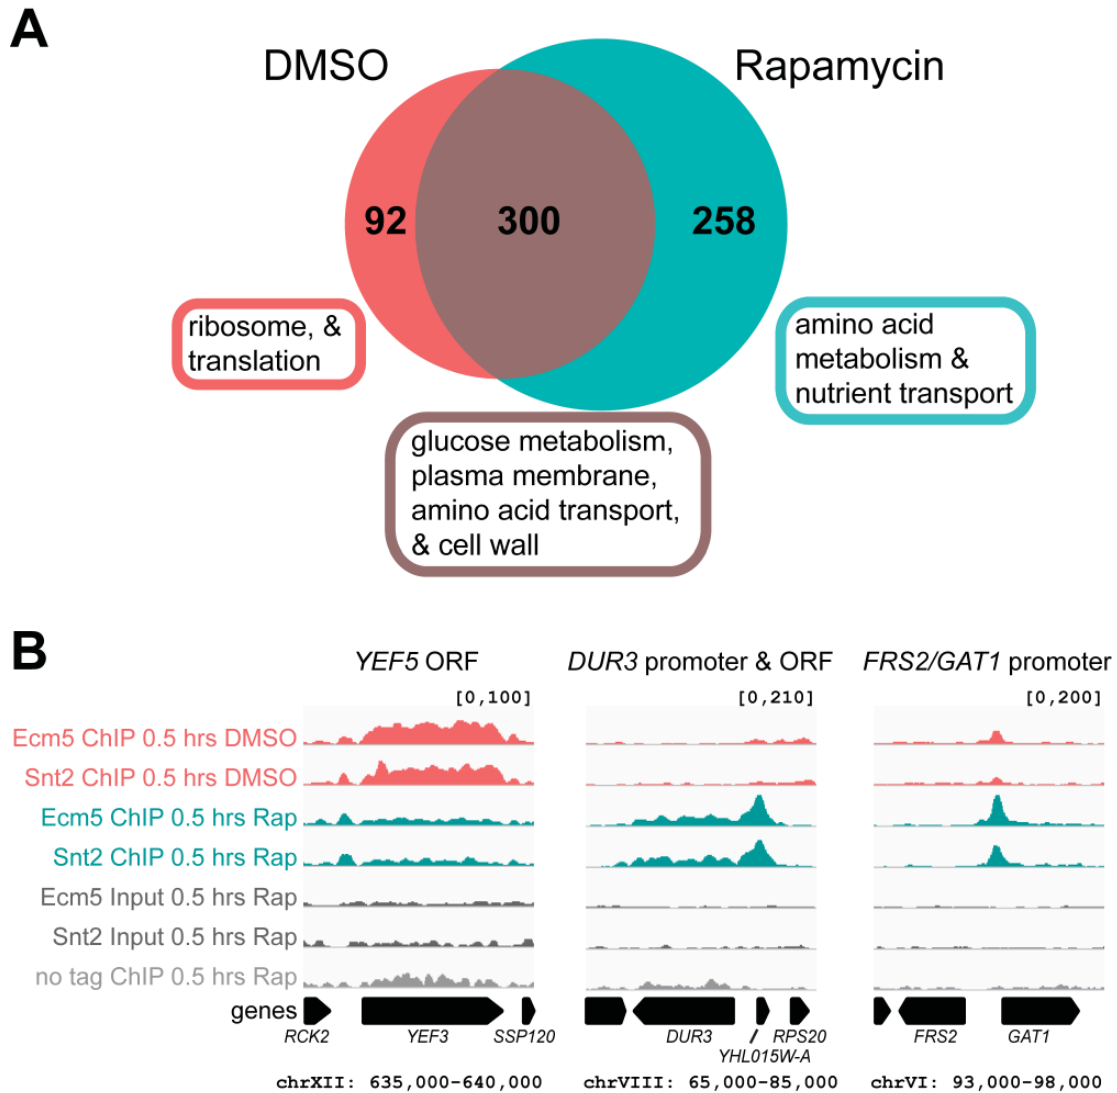 A
DMSO
Rapamycin
92
300
258
ribosome, &
translation
amino acid
metabolism &
nutrient transport
glucose metabolism,
plasma membrane,
amino acid transport,
& cell wall
B
YEF5 ORF
DUR3 promoter & ORF
FRS2/GAT1 promoter
[0,100]
[0,210]
[0,200]
Ecm5 ChIP 0.5 hrs DMSO
Snt2 ChIP 0.5 hrs DMSO
Ecm5 ChIP 0.5 hrs Rap
Snt2 ChIP 0.5 hrs Rap
Ecm5 Input 0.5 hrs Rap
Snt2 Input 0.5 hrs Rap
no tag ChIP 0.5 hrs Rap
genes
RCK2
YEF3
SSP120
DUR3
/
RPS20
YHL015W-A
FRS2
GAT1
chrXII: 635,000-640,000
chrVIII: 65,000-85,000
chrVI: 93,000-98,000